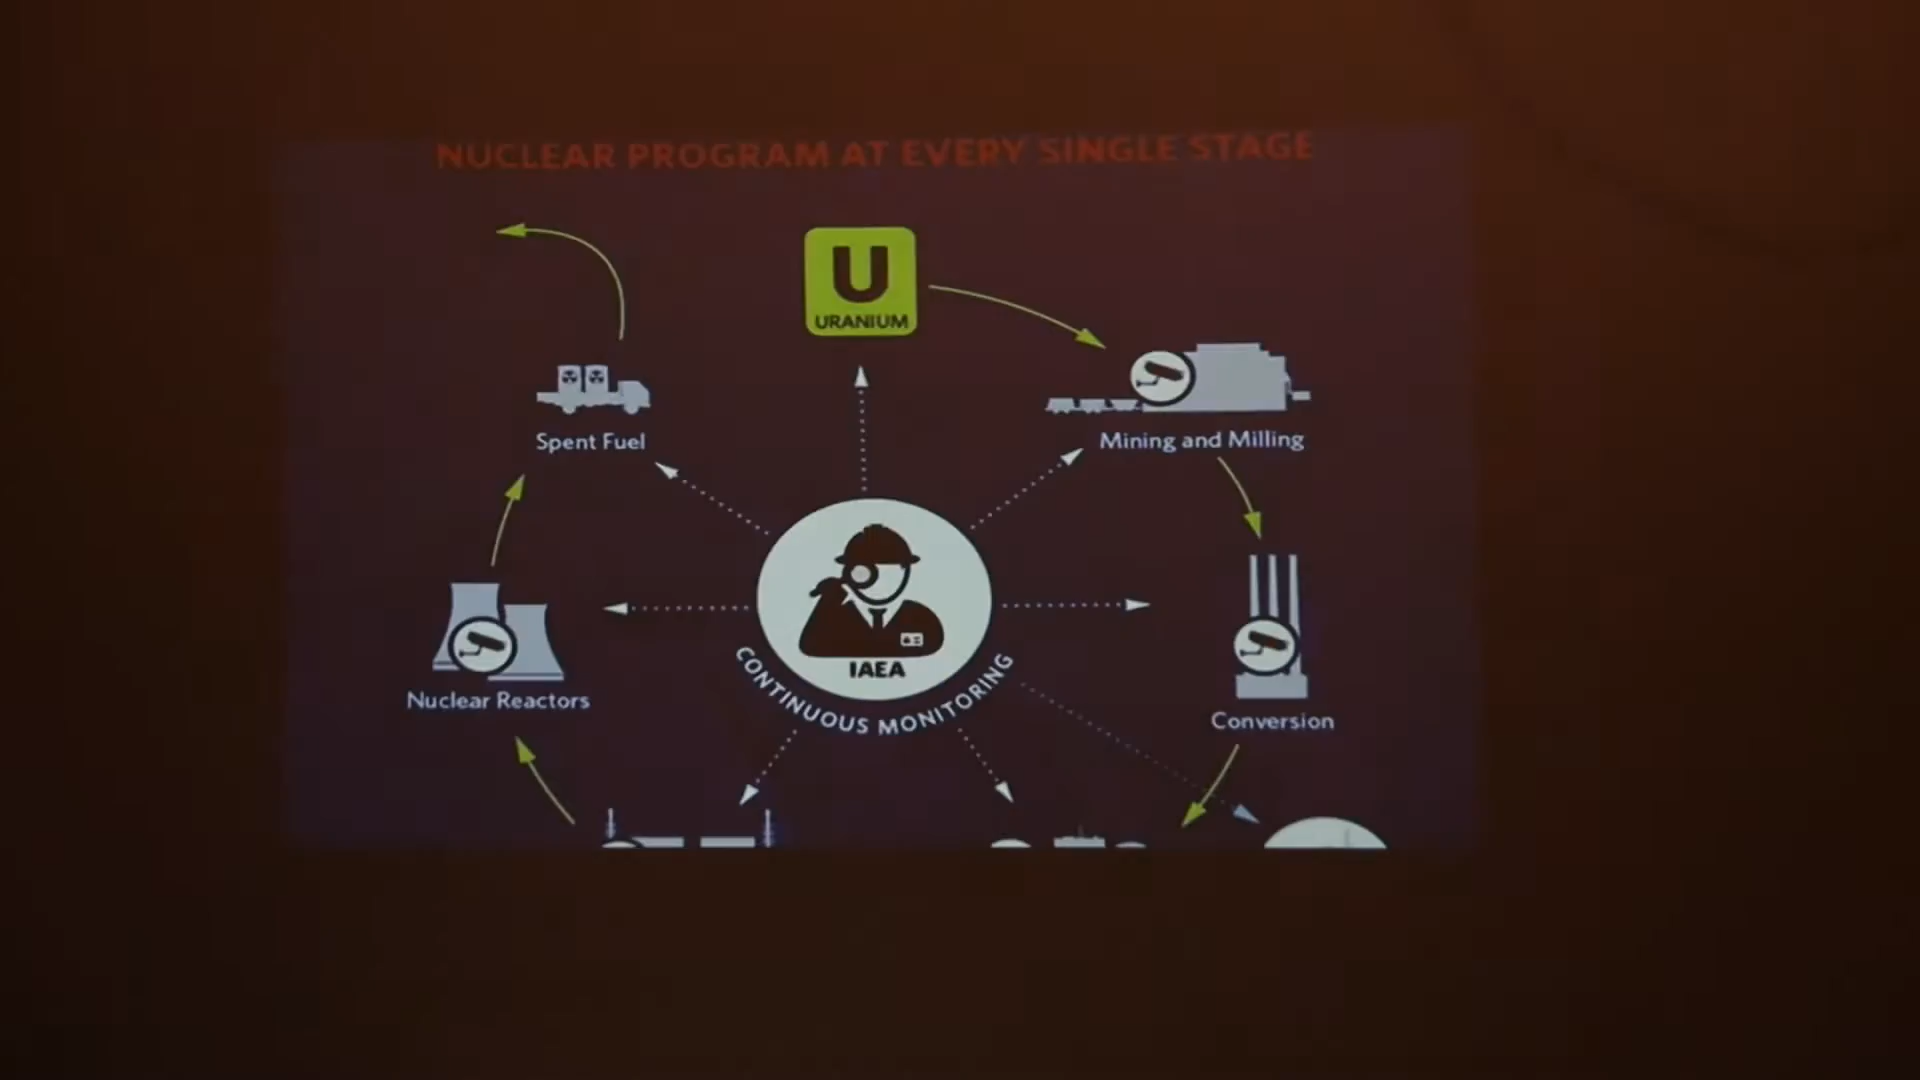 NUCLEAR PROGRAM AT EVERY SINGLE STAGE
U
URANIUM
Spent Fuel
Mining and Milling
IAEA
CONTINUOUS MONITORING
Nuclear Reactors
Conversion